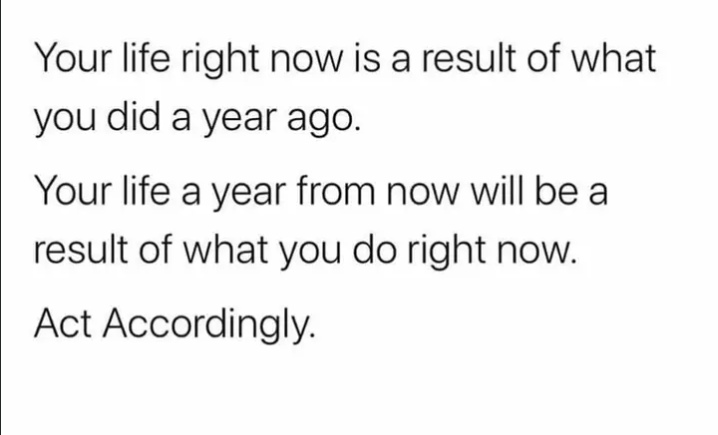 Your life right now is a result of what
you did a year ago.
Your life a year from now will be a
result of what you do right now.
Act Accordingly.